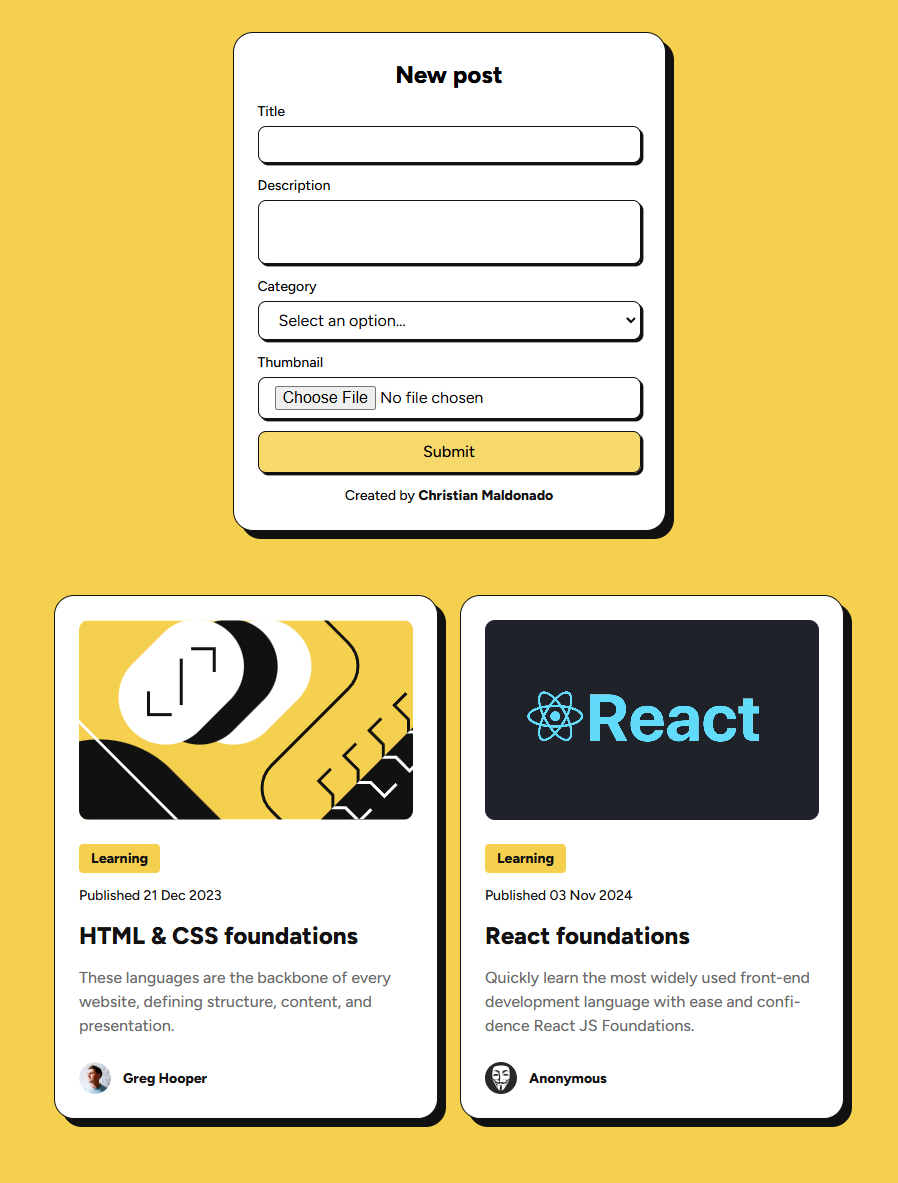 New post
Title
Description
Category
Select an option...
Thumbnail
Choose File No file chosen
Submit
Created by Christian Maldonado
Learning
Published 21 Dec 2023
HTML & CSS foundations
These languages are the backbone of every
website, defining structure, content, and
presentation.
Greg Hooper
React
Learning
Published 03 Nov 2024
React foundations
Quickly learn the most widely used front-end
development language with ease and confi-
dence React JS Foundations.
Anonymous